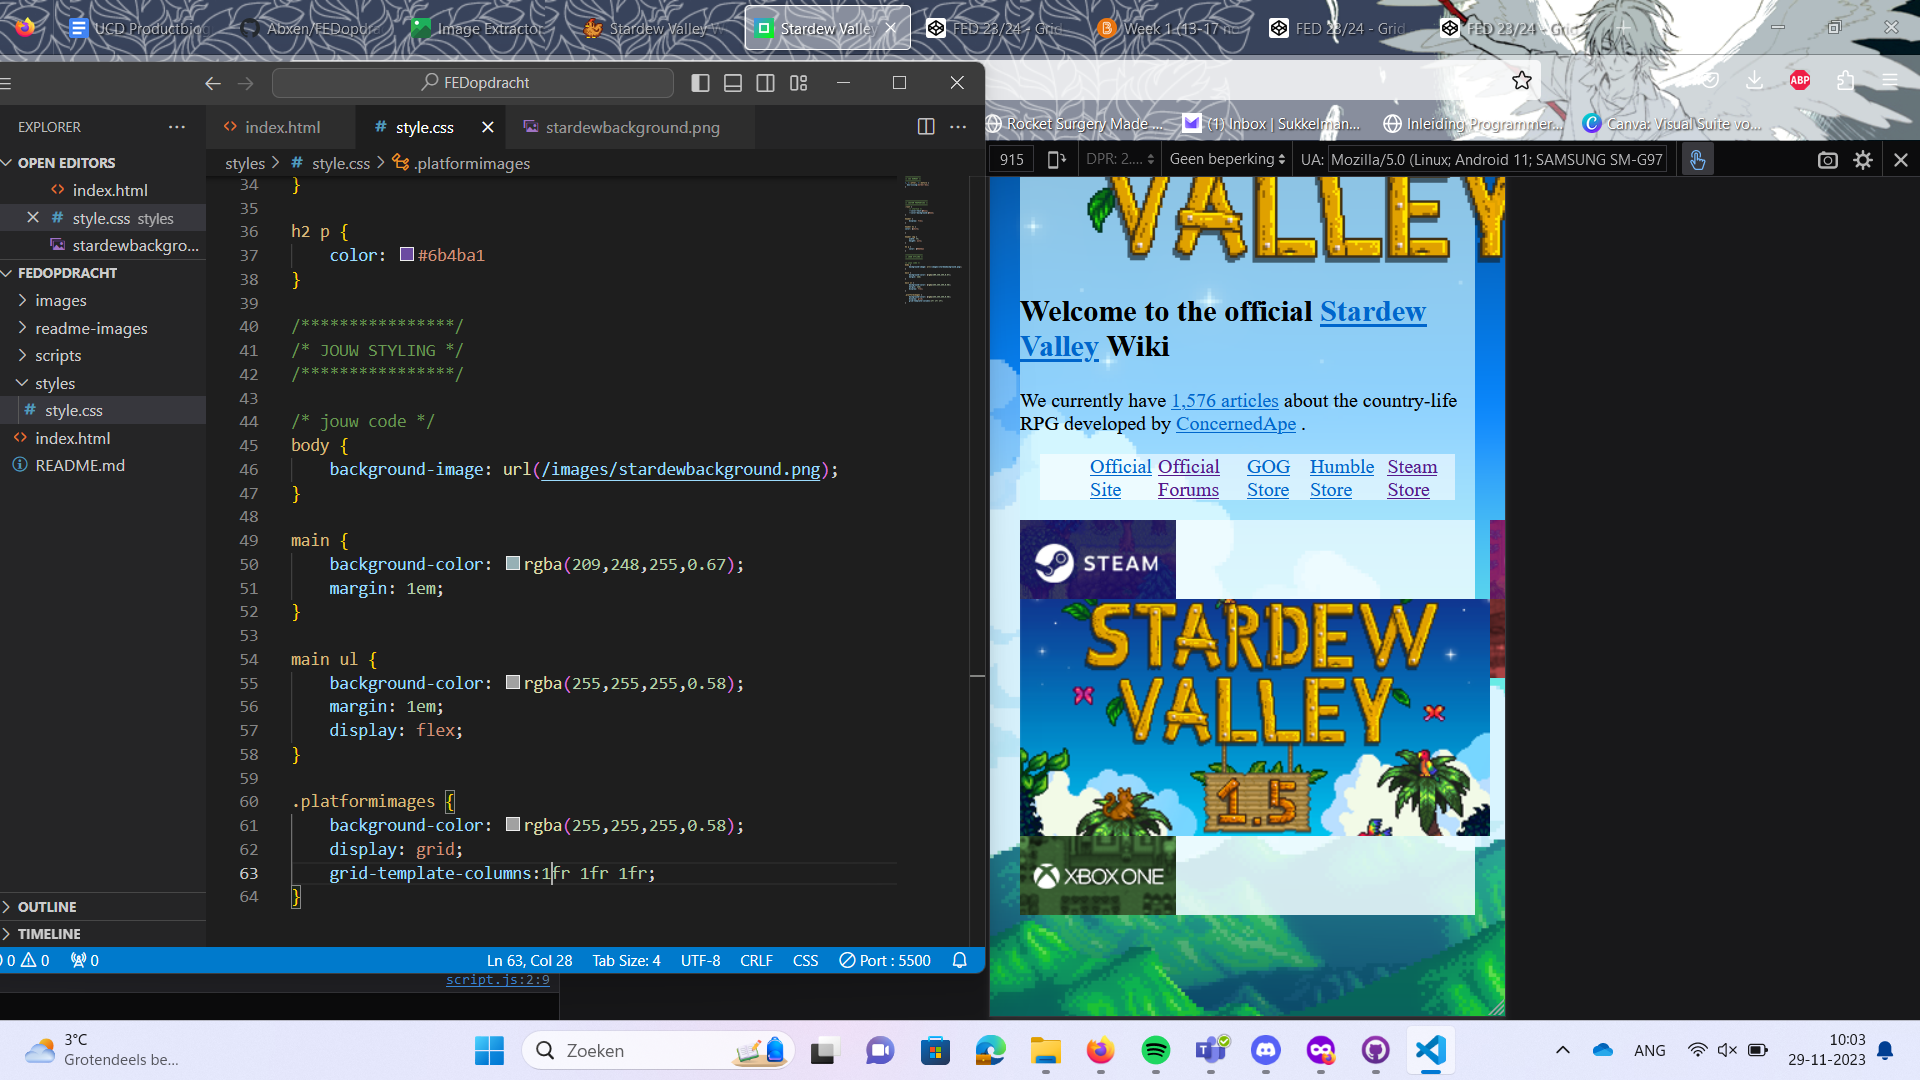 UCD Productbio
Abxen/FEDopdra
Image Extractor
Stardew Valley W
Stardew Valle
FED 23/24 - Grid
Week 1 (13-17 no
FED 23/24 - Grid
FED 23/24 - Grid
FEDopdracht
ABP
Rocket Surgery Made ...
(1) Inbox | Sukkelman...
Inleiding Programmer...
Canva: Visual Suite vo...
915
DPR: 2....
Geen beperking
UA: Mozilla/5.0 (Linux; Android 11; SAMSUNG SM-G97
EXPLORER
OPEN EDITORS
index.html
style.css styles
stardewbackgro...
FEDOPDRACHT
images
readme-images
scripts
styles
style.css
index.html
README.md
OUTLINE
TIMELINE
index.html
style.css
stardewbackground.png
styles > style.css > .platformimages
34 }
35
36 h2 p {
37 color: #6b4ba1
38 }
39
40 /****************/
41 /* JOUW STYLING */
42 /****************/
43
44 /* jouw code */
45 body {
46 background-image: url(/images/stardewbackground.png);
47 }
48
49 main {
50 background-color: rgba(209,248,255,0.67);
51 margin: 1em;
52 }
53
54 main ul {
55 background-color: rgba(255,255,255,0.58);
56 margin: 1em;
57 display: flex;
58 }
59
60 .platformimages {
61 background-color: rgba(255,255,255,0.58);
62 display: grid;
63 grid-template-columns:1fr 1fr 1fr;
64 }
0 0 0
Ln 63, Col 28
Tab Size: 4
UTF-8
CRLF
CSS
Port : 5500
script.js:2:9
VALLEY
Welcome to the official Stardew
Valley Wiki
We currently have 1,576 articles about the country-life
RPG developed by ConcernedApe .
Official Site
Official Forums
GOG Store
Humble Store
Steam Store
STEAM
STARDEW
VALLEY
1.5
XBOX ONE
3°C
Grotendeels be...
Zoeken
ANG
10:03
29-11-2023